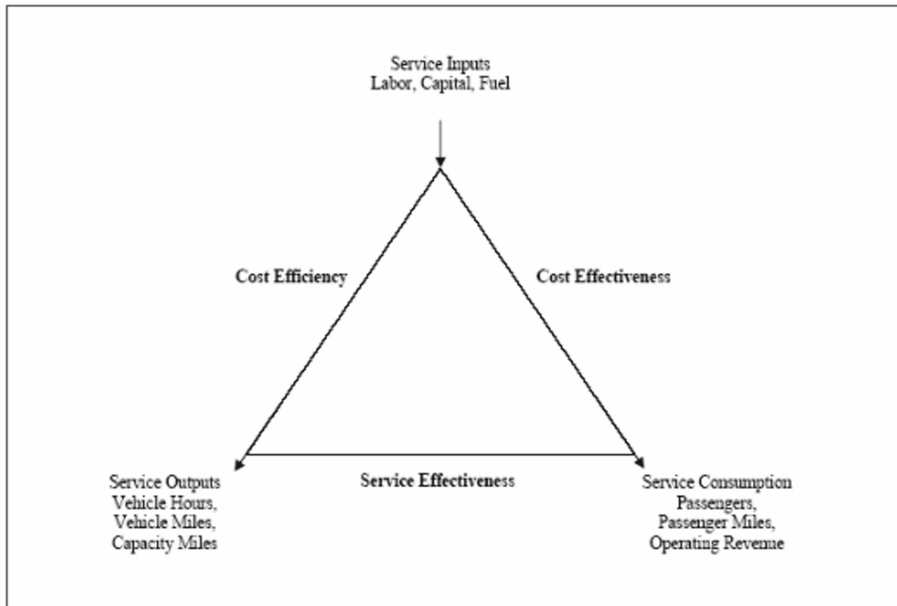 Service Inputs
Labor, Capital, Fuel
Cost Efficiency
Cost Effectiveness
Service Effectiveness
Service Outputs
Vehicle Hours,
Vehicle Miles,
Capacity Miles
Service Consumption
Passengers,
Passenger Miles,
Operating Revenue